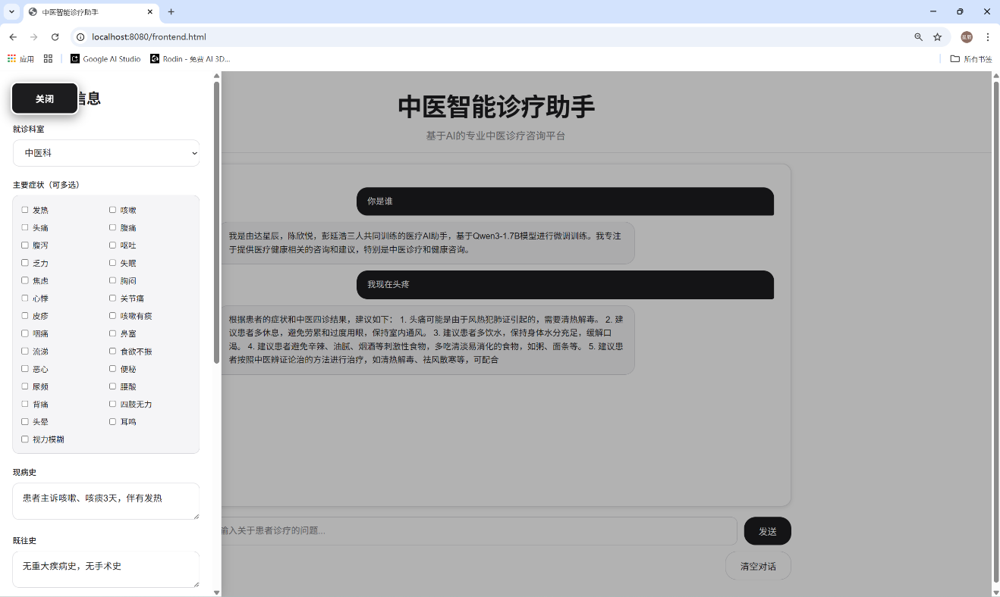 中医智能诊疗助手
localhost:8080/frontend.html
星辰
应用
Google AI Studio
Rodin - 免费 AI 3D...
所有书签
关闭
信息
就诊科室
中医科
主要症状（可多选）
发热
咳嗽
头痛
腹痛
腹泻
呕吐
乏力
失眠
焦虑
胸闷
心悸
关节痛
皮疹
咳嗽有痰
咽痛
鼻塞
流涕
食欲不振
恶心
便秘
尿频
腰酸
背痛
四肢无力
头晕
耳鸣
视力模糊
现病史
患者主诉咳嗽、咳痰3天，伴有发热
既往史
无重大疾病史，无手术史
中医智能诊疗助手
基于AI的专业中医诊疗咨询平台
你是谁
我是由达星辰，陈欣悦，彭延浩三人共同训练的医疗AI助手，基于Qwen3-1.7B模型进行微调训练。我专注
于提供医疗健康相关的咨询和建议，特别是中医诊疗和健康咨询。
我现在头疼
根据患者的症状和中医四诊结果，建议如下： 1. 头痛可能是由于风热犯肺证引起的，需要清热解毒。 2. 建
议患者多休息，避免劳累和过度用眼，保持室内通风。 3. 建议患者多饮水，保持身体水分充足，缓解口
渴。 4. 建议患者避免辛辣、油腻、烟酒等刺激性食物，多吃清淡易消化的食物，如粥、面条等。 5. 建议患
者按照中医辨证论治的方法进行治疗，如清热解毒、祛风散寒等，可配合
输入关于患者诊疗的问题...
发送
清空对话